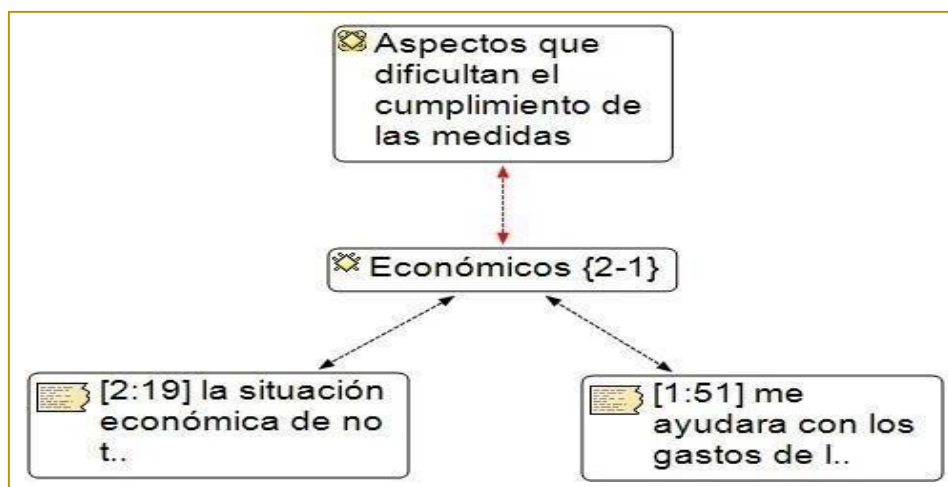 Aspectos que
dificultan el
cumplimiento de
las medidas
Económicos {2-1}
[2:19] la situación
económica de no
t..
[1:51] me
ayudara con los
gastos de l..